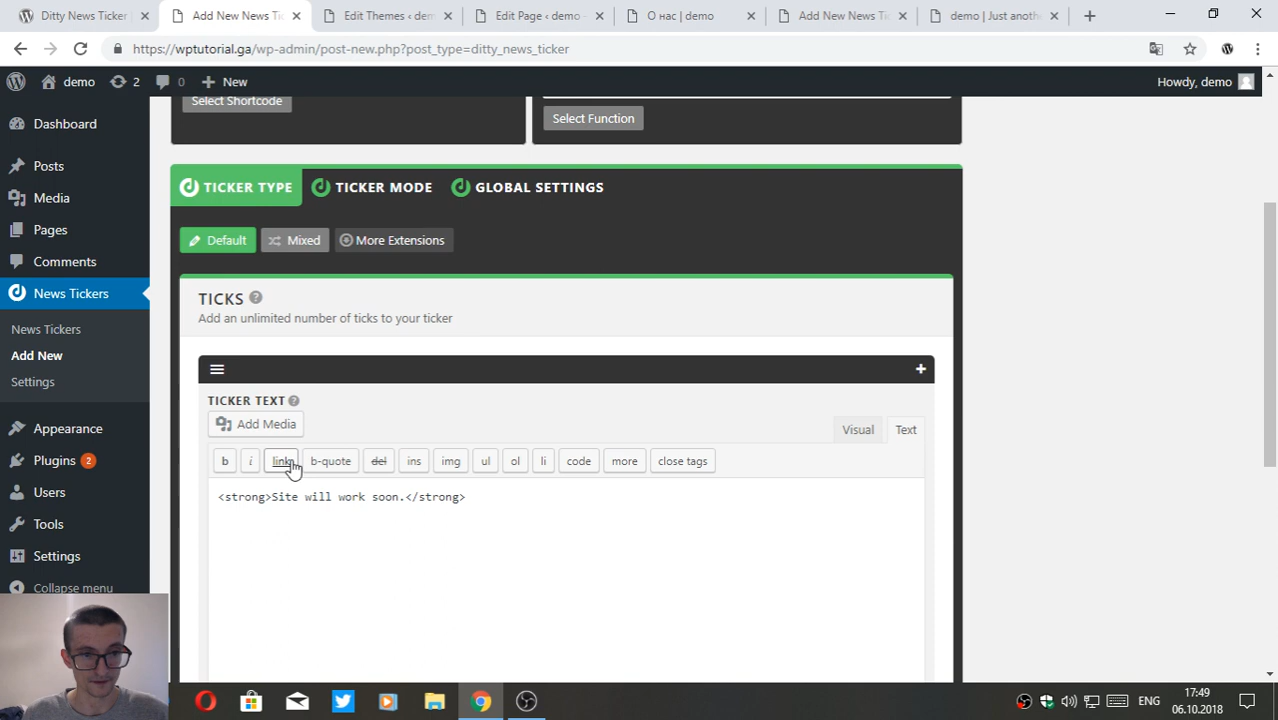 Ditty News Ticker
Add New News Ti
Edit Themes ‹ dem
Edit Page ‹ demo -
О нас | demo
Add New News Ti
demo | Just anoth
https://wptutorial.ga/wp-admin/post-new.php?post_type=ditty_news_ticker
demo
2
0
New
Howdy, demo
Dashboard
Posts
Media
Pages
Comments
News Tickers
News Tickers
Add New
Settings
Appearance
Plugins 2
Users
Tools
Settings
Collapse menu
Select Shortcode
Select Function
TICKER TYPE
TICKER MODE
GLOBAL SETTINGS
Default
Mixed
More Extensions
TICKS ?
Add an unlimited number of ticks to your ticker
TICKER TEXT ?
Add Media
Visual
Text
b
i
link
b-quote
del
ins
img
ul
ol
li
code
more
close tags
<strong>Site will work soon.</strong>
ENG
17:49
06.10.2018